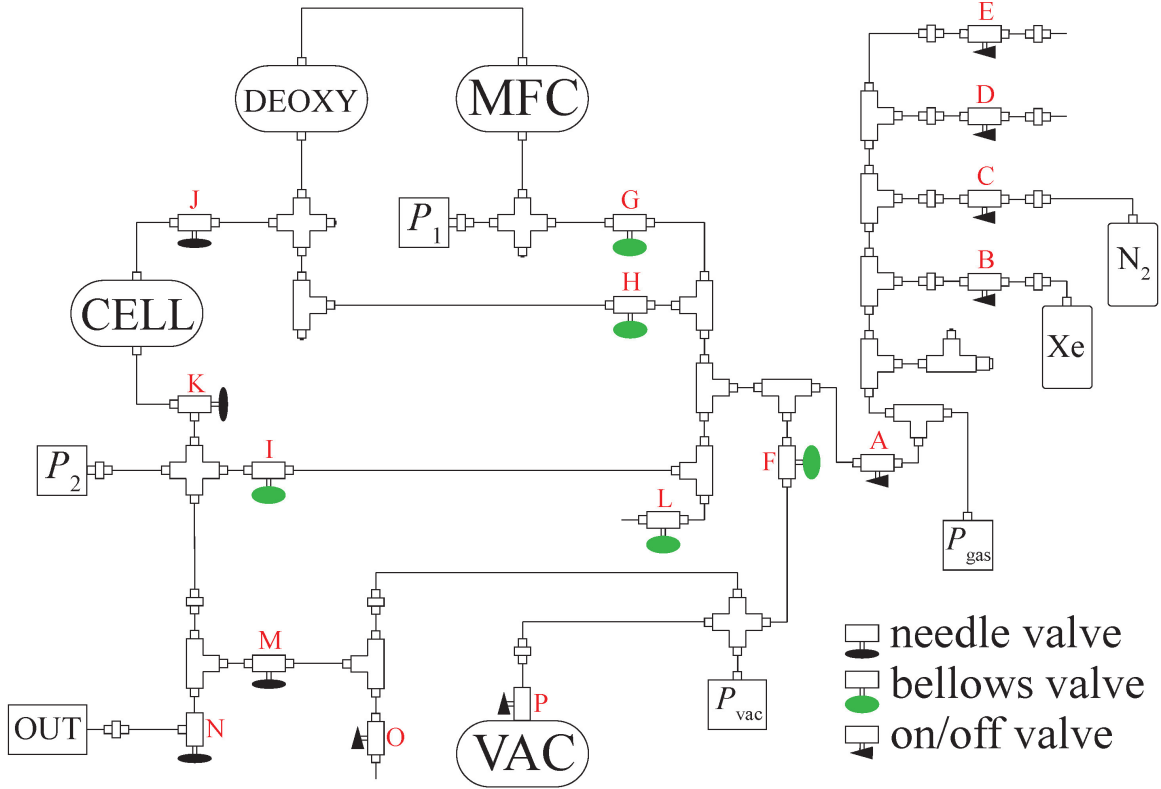 E
DEOXY
MFC
D
J
P1
G
C
N2
H
B
CELL
Xe
K
P2
I
F
A
L
Pgas
M
needle valve
bellows valve
OUT
N
O
P
Pvac
on/off valve
VAC